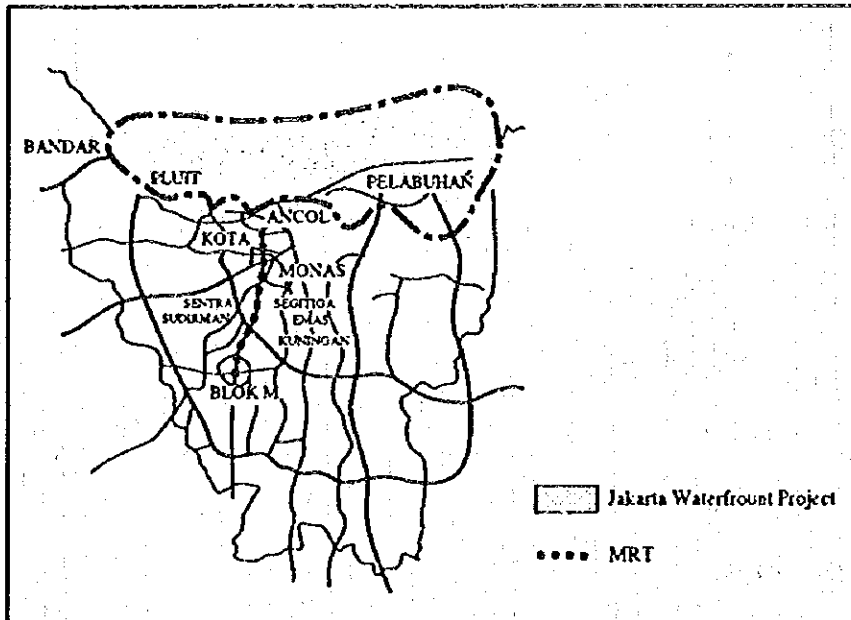 BANDAR
PLUIT
PELABUHAN
ANCOL
KOTA
MONAS
SENTRA
SUDIRMAN
SEGITIGA
EMAS
KUNINGAN
BLOK M
Jakarta Waterfrount Project
MRT